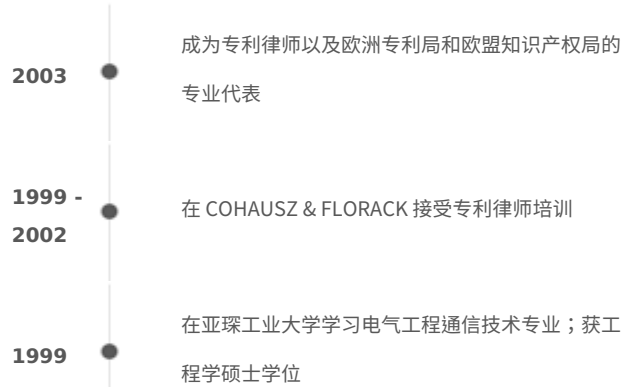 2003
成为专利律师以及欧洲专利局和欧盟知识产权局的
专业代表
1999 -
2002
在 COHAUSZ & FLORACK 接受专利律师培训
1999
在亚琛工业大学学习电气工程通信技术专业；获工
程学硕士学位